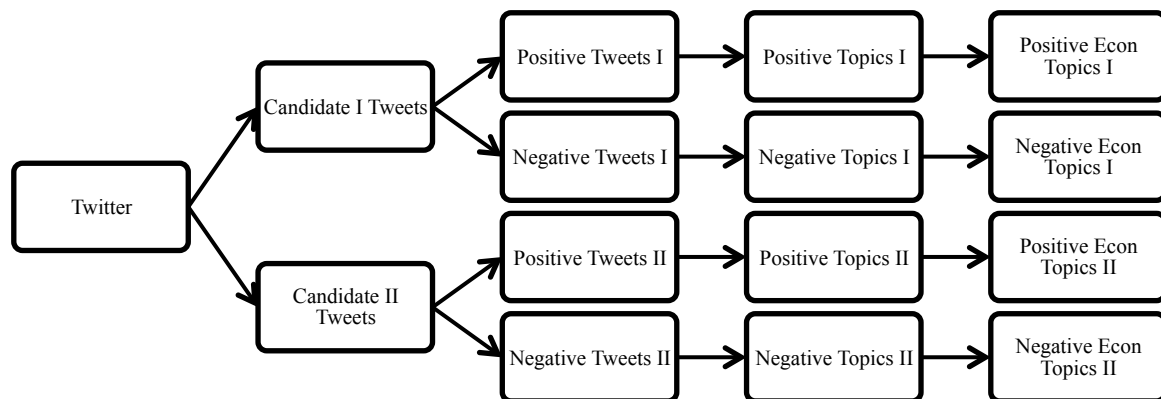 Twitter
Candidate I Tweets
Candidate II
Tweets
Positive Tweets I
Negative Tweets I
Positive Tweets II
Negative Tweets II
Positive Topics I
Negative Topics I
Positive Topics II
Negative Topics II
Positive Econ
Topics I
Negative Econ
Topics I
Positive Econ
Topics II
Negative Econ
Topics II